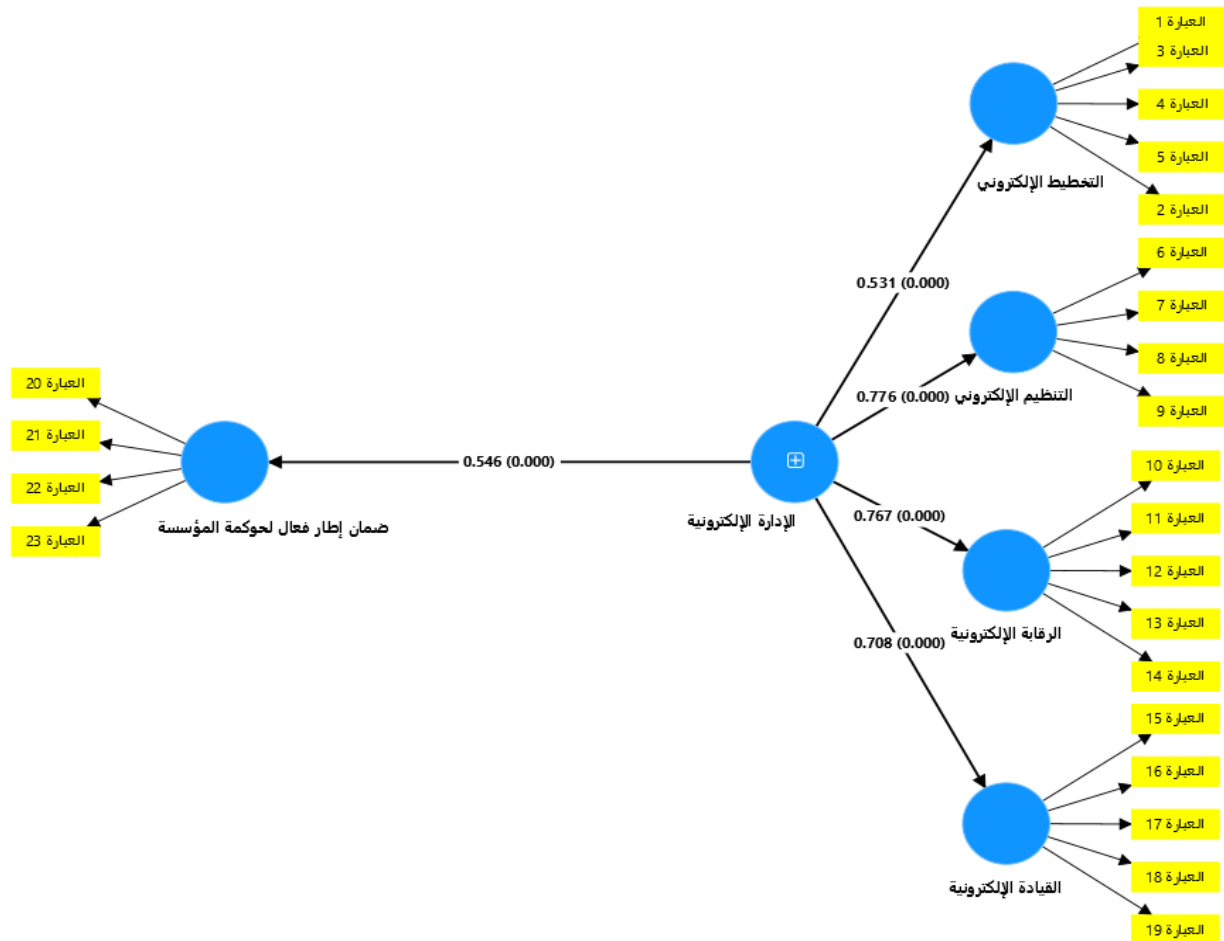 العبارة 1
العبارة 3
العبارة 4
العبارة 5
العبارة 2
التخطيط الإلكتروني
العبارة 6
العبارة 7
العبارة 8
العبارة 9
التنظيم الإلكتروني
0.531 (0.000)
0.776 (0.000)
العبارة 20
العبارة 21
العبارة 22
العبارة 23
ضمان إطار فعال لحوكمة المؤسسة
0.546 (0.000)
الإدارة الإلكترونية
0.767 (0.000)
0.708 (0.000)
العبارة 10
العبارة 11
العبارة 12
العبارة 13
العبارة 14
الرقابة الإلكترونية
العبارة 15
العبارة 16
العبارة 17
العبارة 18
العبارة 19
القيادة الإلكترونية